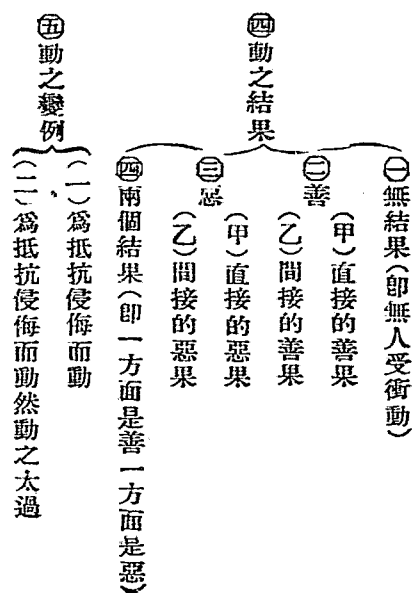 ㊃動之結果
㊀無結果(卽無人受衝動)
㊁善
(甲)直接的善果
(乙)間接的善果
㊂惡
(甲)直接的惡果
(乙)間接的惡果
㊃兩個結果(卽一方面是善一方面是惡)
㊄動之變例
(一)爲抵抗侵侮而動
(二)爲抵抗侵侮而動然動之太過